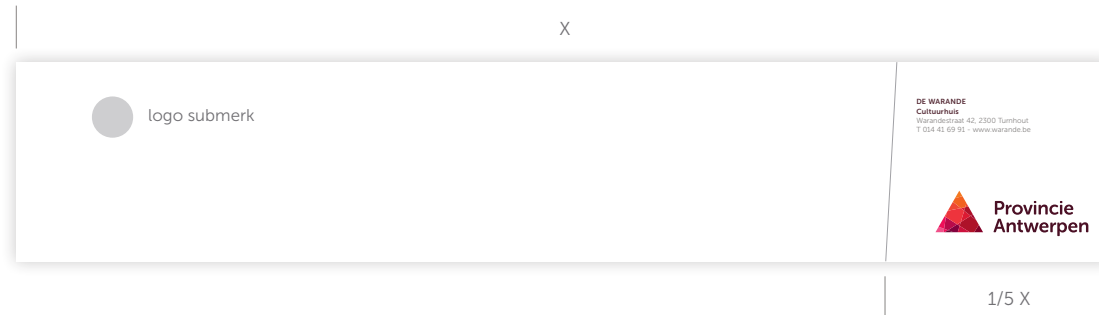 X
logo submerk
DE WARANDE
Cultuurhuis
Warandestraat 42, 2300 Turnhout
T 014 41 69 91 - www.warande.be
Provincie
Antwerpen
1/5 X